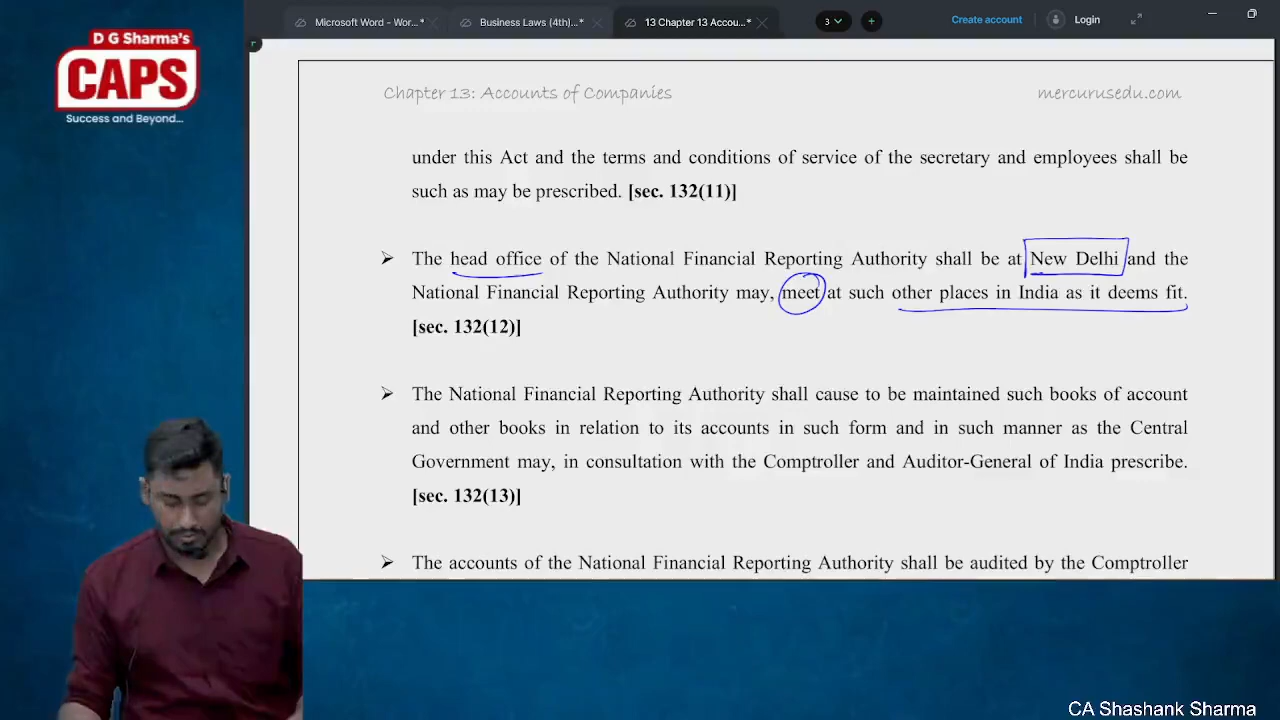 Microsoft Word - Wor...*
Business Laws (4th)...*
13 Chapter 13 Accou...*
3
Create account
Login
D G Sharma's
CAPS
Success and Beyond...
Chapter 13: Accounts of Companies
mercurusedu.com
under this Act and the terms and conditions of service of the secretary and employees shall be
such as may be prescribed. [sec. 132(11)]
➢ The head office of the National Financial Reporting Authority shall be at New Delhi and the
National Financial Reporting Authority may, meet at such other places in India as it deems fit.
[sec. 132(12)]
➢ The National Financial Reporting Authority shall cause to be maintained such books of account
and other books in relation to its accounts in such form and in such manner as the Central
Government may, in consultation with the Comptroller and Auditor-General of India prescribe.
[sec. 132(13)]
➢ The accounts of the National Financial Reporting Authority shall be audited by the Comptroller
CA Shashank Sharma